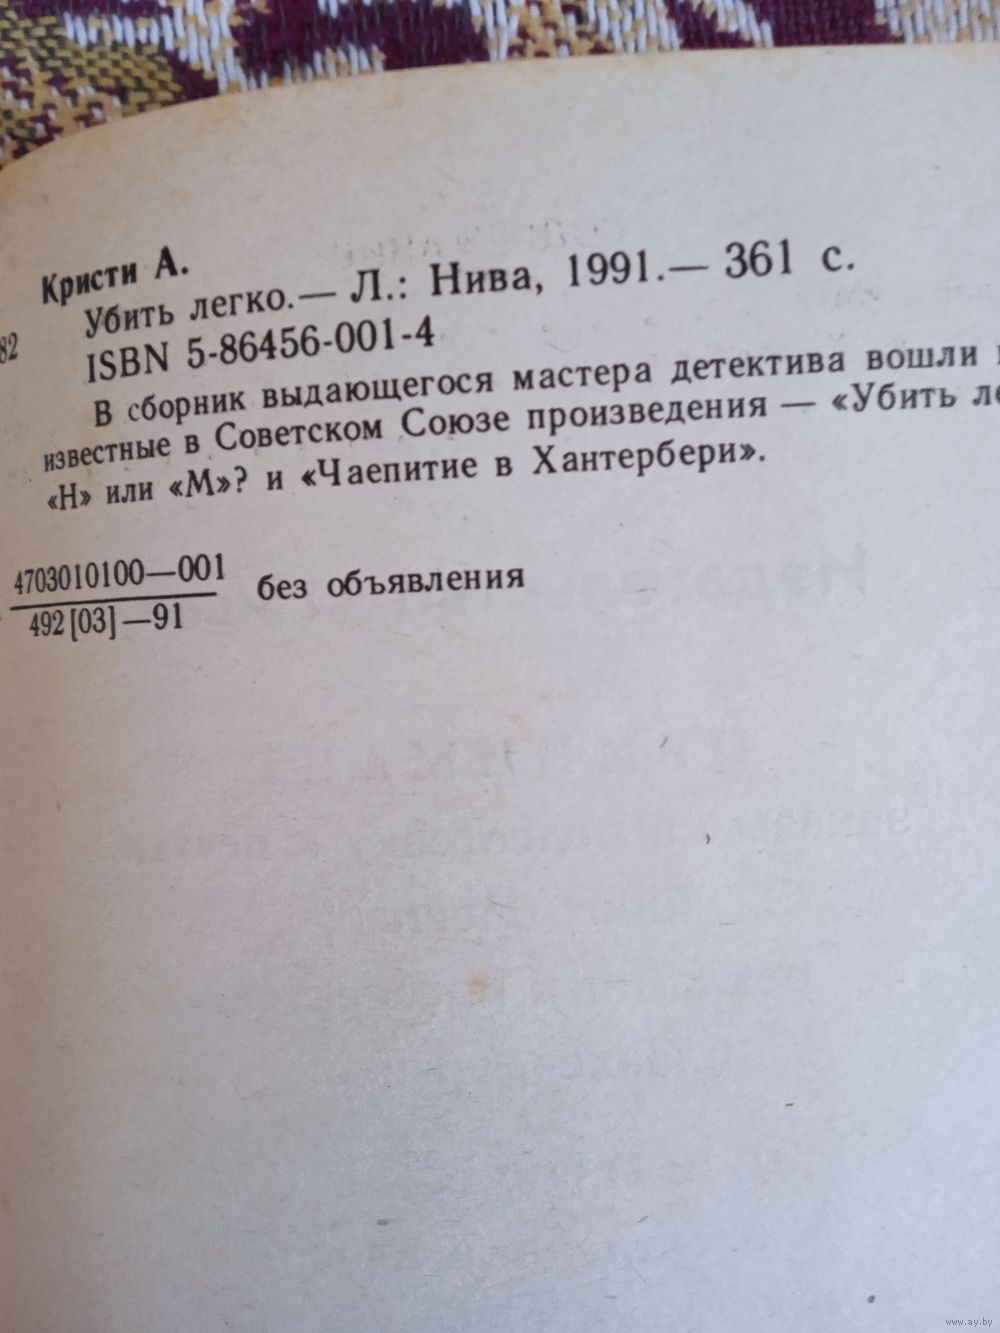 Кристи А.
Убить легко.— Л.: Нива, 1991.— 361 с.
82
ISBN 5-86456-001-4
В сборник выдающегося мастера детектива вошли
известные в Советском Союзе произведения — «Убить ле
«Н» или «М»? и «Чаепитие в Хантербери».
4703010100—001
492[03]—91
без объявления
www.ay.by